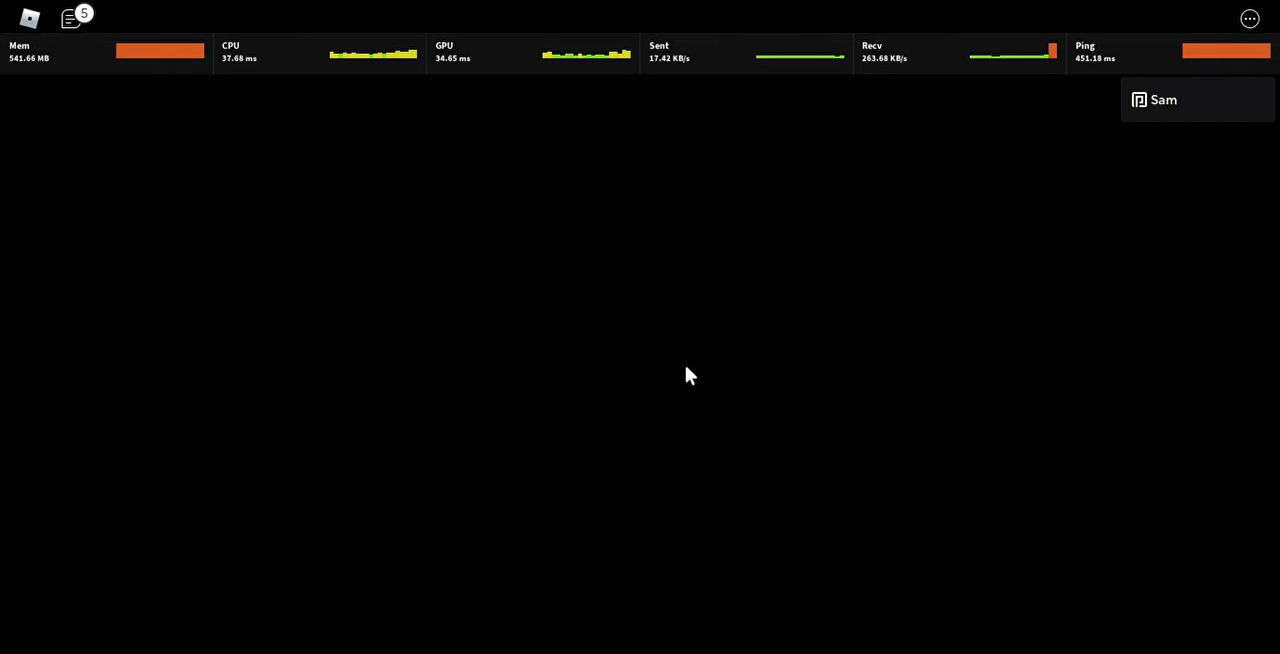 5
Mem
541.66 MB
CPU
37.68 ms
GPU
34.65 ms
Sent
17.42 KB/s
Recv
263.68 KB/s
Ping
451.18 ms
Sam